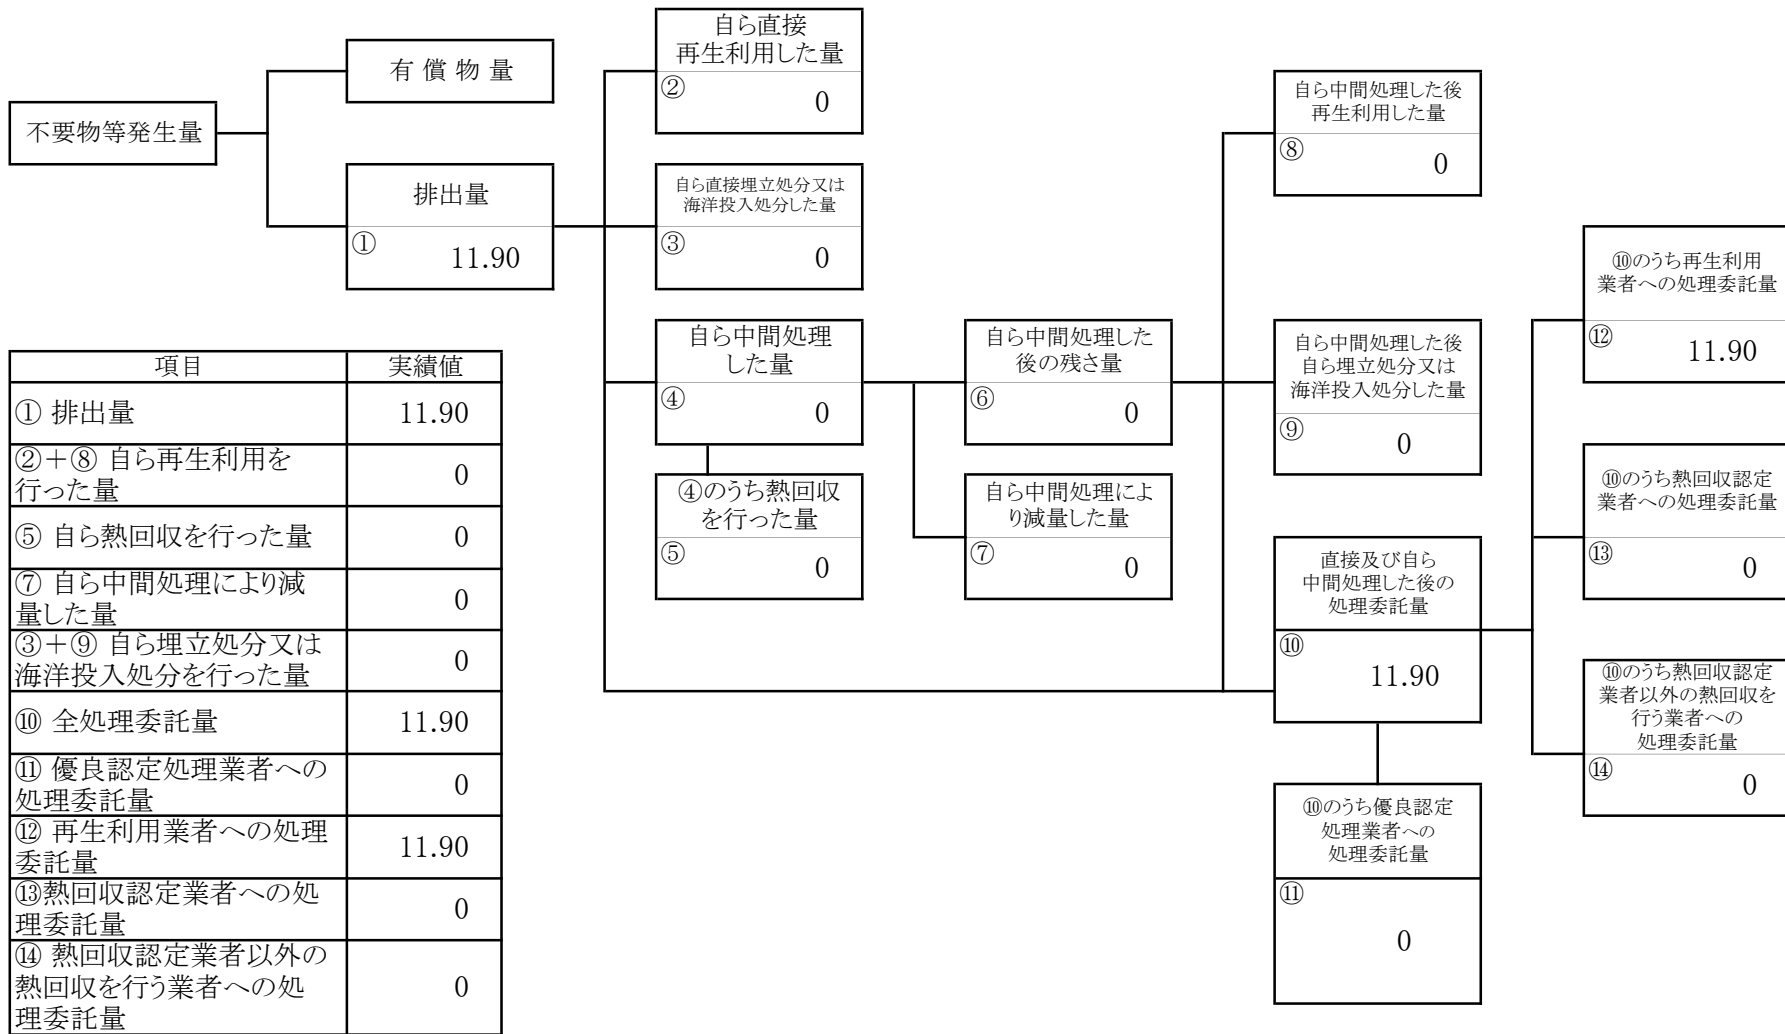 不要物等発生量
有 償 物 量
排出量
①
11.90
自ら直接
再生利用した量
②
0
自ら直接埋立処分又は
海洋投入処分した量
③
0
自ら中間処理
した量
④
0
④のうち熱回収
を行った量
⑤
0
自ら中間処理した
後の残さ量
⑥
0
自ら中間処理によ
り減量した量
⑦
0
自ら中間処理した後
再生利用した量
⑧
0
自ら中間処理した後
自ら埋立処分又は
海洋投入処分した量
⑨
0
直接及び自ら
中間処理した後の
処理委託量
⑩
11.90
⑩のうち優良認定
処理業者への
処理委託量
⑪
0
⑩のうち再生利用
業者への処理委託量
⑫
11.90
⑩のうち熱回収認定
業者への処理委託量
⑬
0
⑩のうち熱回収認定
業者以外の熱回収を
行う業者への
処理委託量
⑭
0
項目 実績値
① 排出量 11.90
②＋⑧ 自ら再生利用を
行った量 0
⑤ 自ら熱回収を行った量 0
⑦ 自ら中間処理により減
量した量 0
③＋⑨ 自ら埋立処分又は
海洋投入処分を行った量 0
⑩ 全処理委託量 11.90
⑪ 優良認定処理業者への
処理委託量 0
⑫ 再生利用業者への処理
委託量 11.90
⑬熱回収認定業者への処
理委託量 0
⑭ 熱回収認定業者以外の
熱回収を行う業者への処
理委託量 0